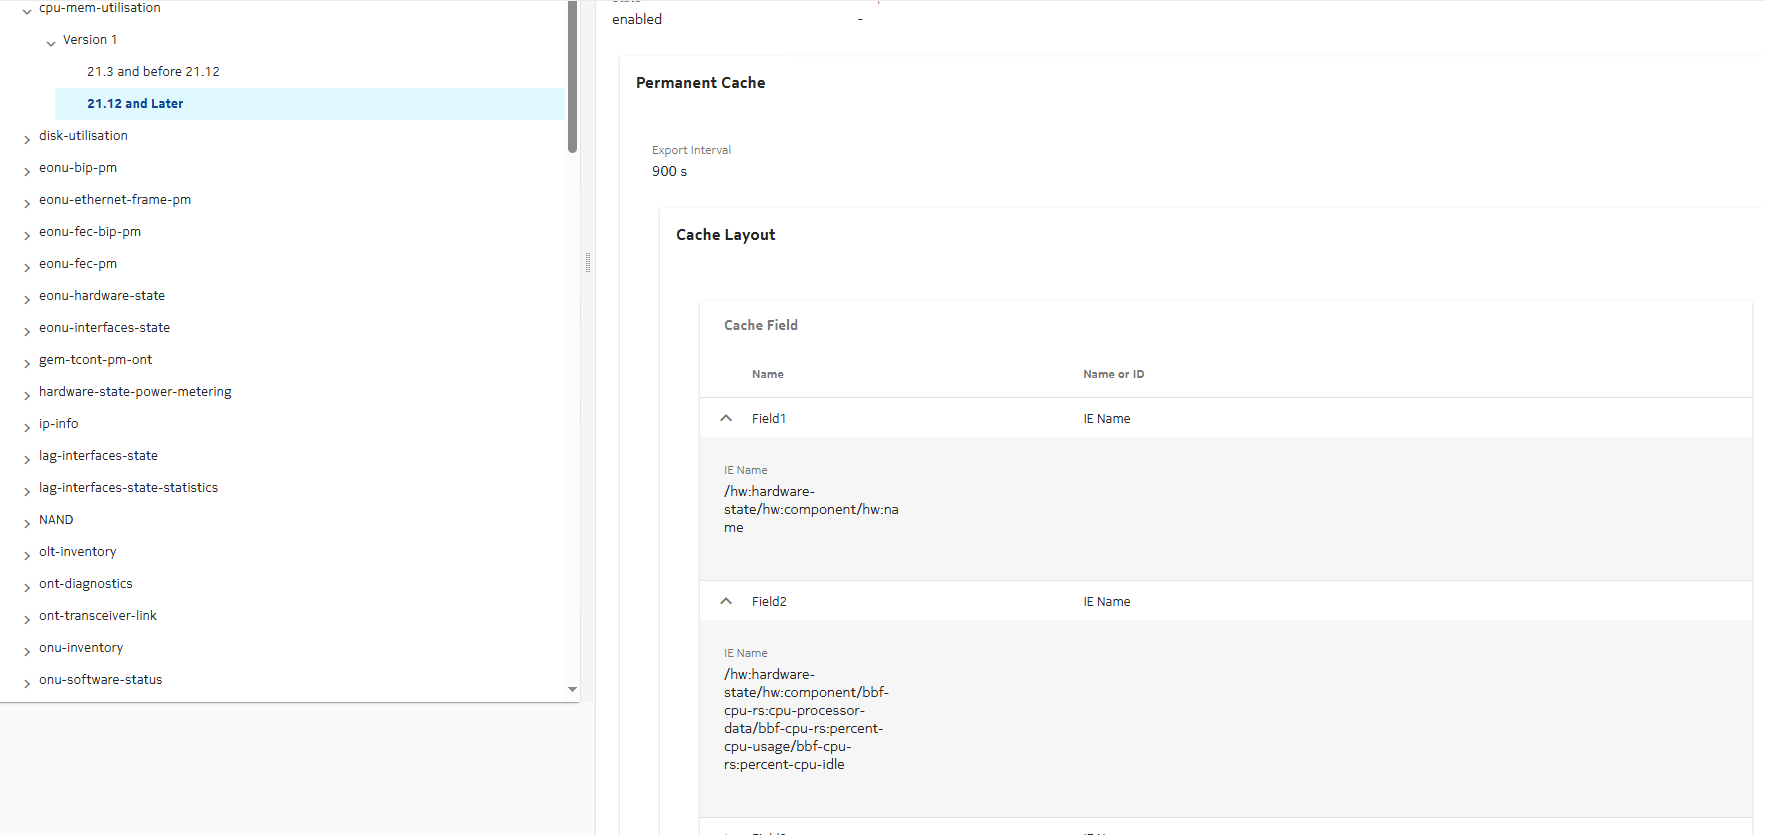 cpu-mem-utilisation
Version 1
21.3 and before 21.12
21.12 and Later
disk-utilisation
eonu-bip-pm
eonu-ethernet-frame-pm
eonu-fec-bip-pm
eonu-fec-pm
eonu-hardware-state
eonu-interfaces-state
gem-tcont-pm-ont
hardware-state-power-metering
ip-info
lag-interfaces-state
lag-interfaces-state-statistics
NAND
olt-inventory
ont-diagnostics
ont-transceiver-link
onu-inventory
onu-software-status
enabled
-
Permanent Cache
Export Interval
900 s
Cache Layout
Cache Field
Name Name or ID
Field1 IE Name
IE Name
/hw:hardware-
state/hw:component/hw:na
me
Field2 IE Name
IE Name
/hw:hardware-
state/hw:component/bbf-
cpu-rs:cpu-processor-
data/bbf-cpu-rs:percent-
cpu-usage/bbf-cpu-
rs:percent-cpu-idle